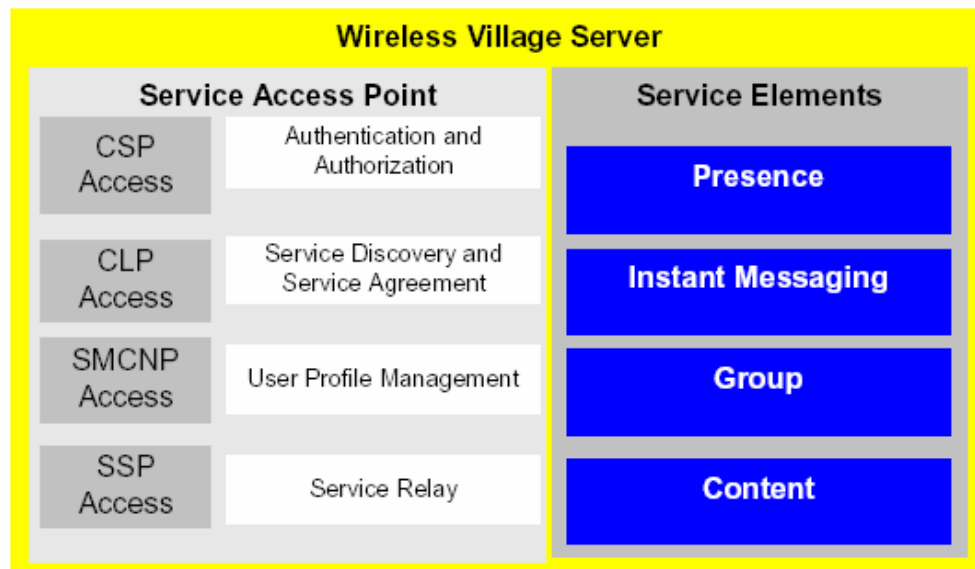 Wireless Village Server
Service Access Point
CSP
Access
Authentication and
Authorization
CLP
Access
Service Discovery and
Service Agreement
SMCNP
Access
User Profile Management
SSP
Access
Service Relay
Service Elements
Presence
Instant Messaging
Group
Content